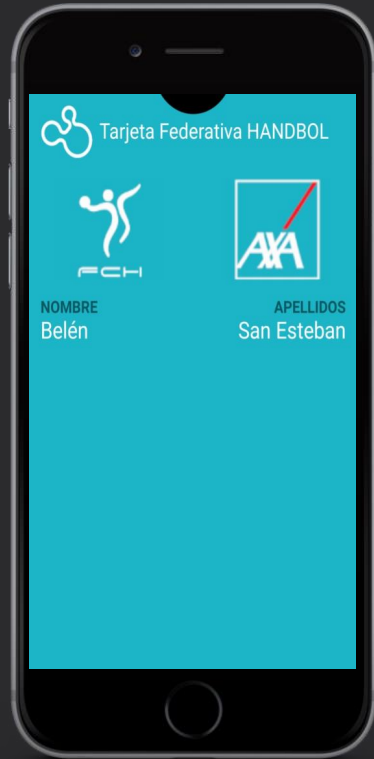 Tarjeta Federativa HANDBOL
FCH
AXA
NOMBRE
APELLIDOS
Belén
San Esteban